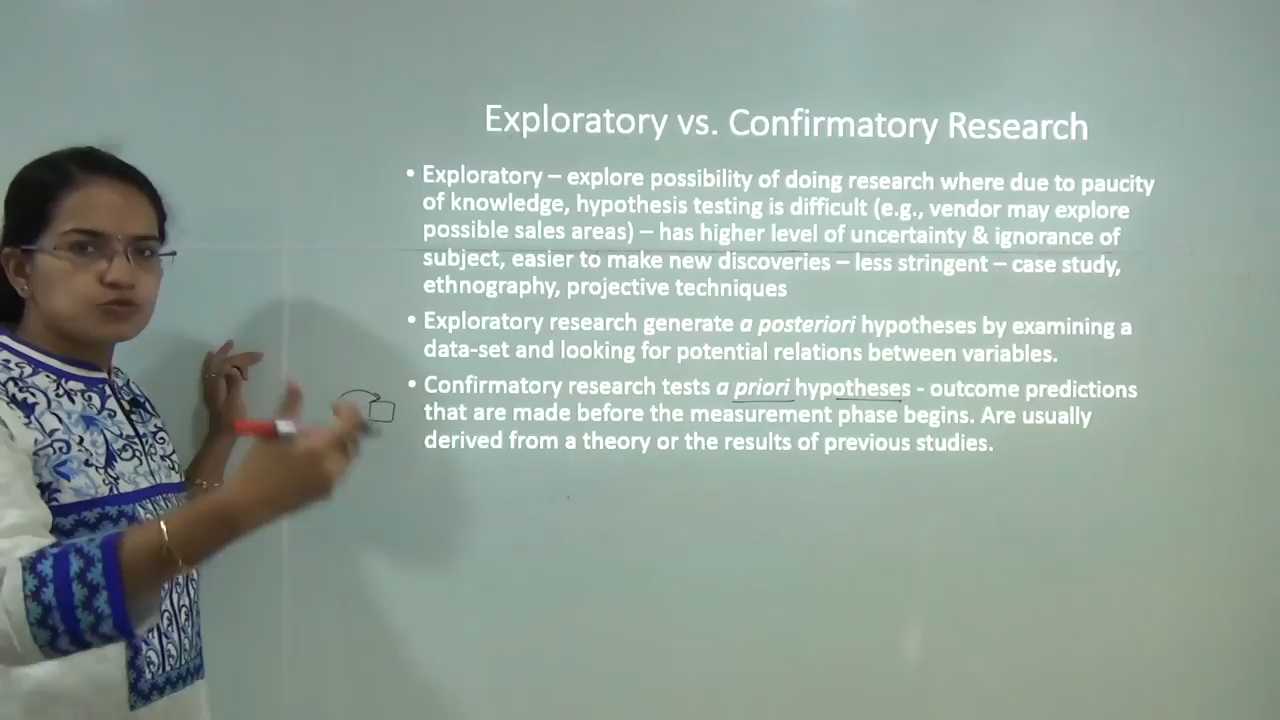 Exploratory vs. Confirmatory Research
• Exploratory – explore possibility of doing research where due to paucity
of knowledge, hypothesis testing is difficult (e.g., vendor may explore
possible sales areas) – has higher level of uncertainty & ignorance of
subject, easier to make new discoveries – less stringent – case study,
ethnography, projective techniques
• Exploratory research generate a posteriori hypotheses by examining a
data-set and looking for potential relations between variables.
• Confirmatory research tests a priori hypotheses - outcome predictions
that are made before the measurement phase begins. Are usually
derived from a theory or the results of previous studies.